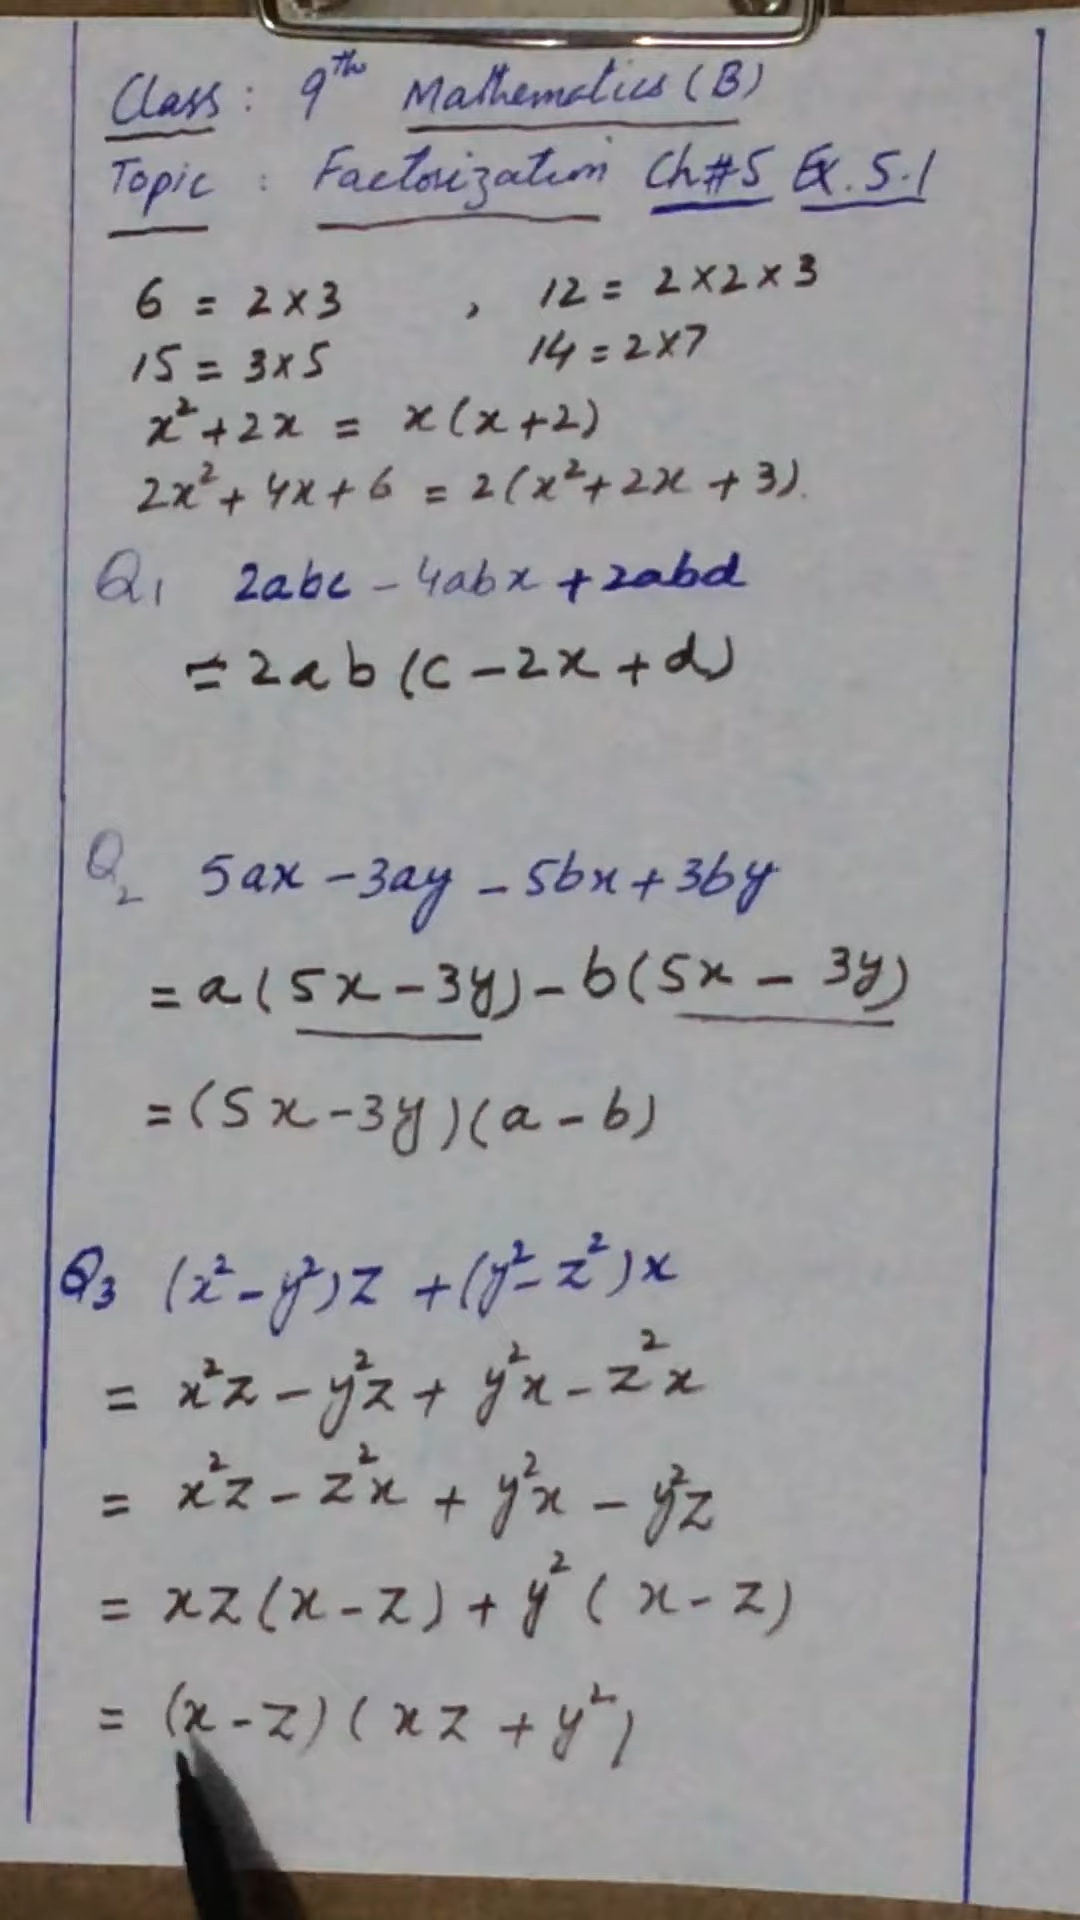 Class: 9th Mathematics (B)
Topic: Factorization Ch#5 Ex. 5.1
6 = 2×3 , 12 = 2×2×3
15 = 3×5 14 = 2×7
x²+2x = x(x+2)
2x²+4x+6 = 2(x²+2x+3).
Q1 2abc - 4abx + 2abd
= 2ab(c-2x+d)
Q2 5ax - 3ay - 5bx + 3by
= a(5x-3y) - b(5x-3y)
= (5x-3y)(a-b)
Q3 (x²-y²)z + (y²-z²)x
= x²z - y²z + y²x - z²x
= x²z - z²x + y²x - y²z
= xz(x-z) + y²(x-z)
= (x-z)(xz+y²)